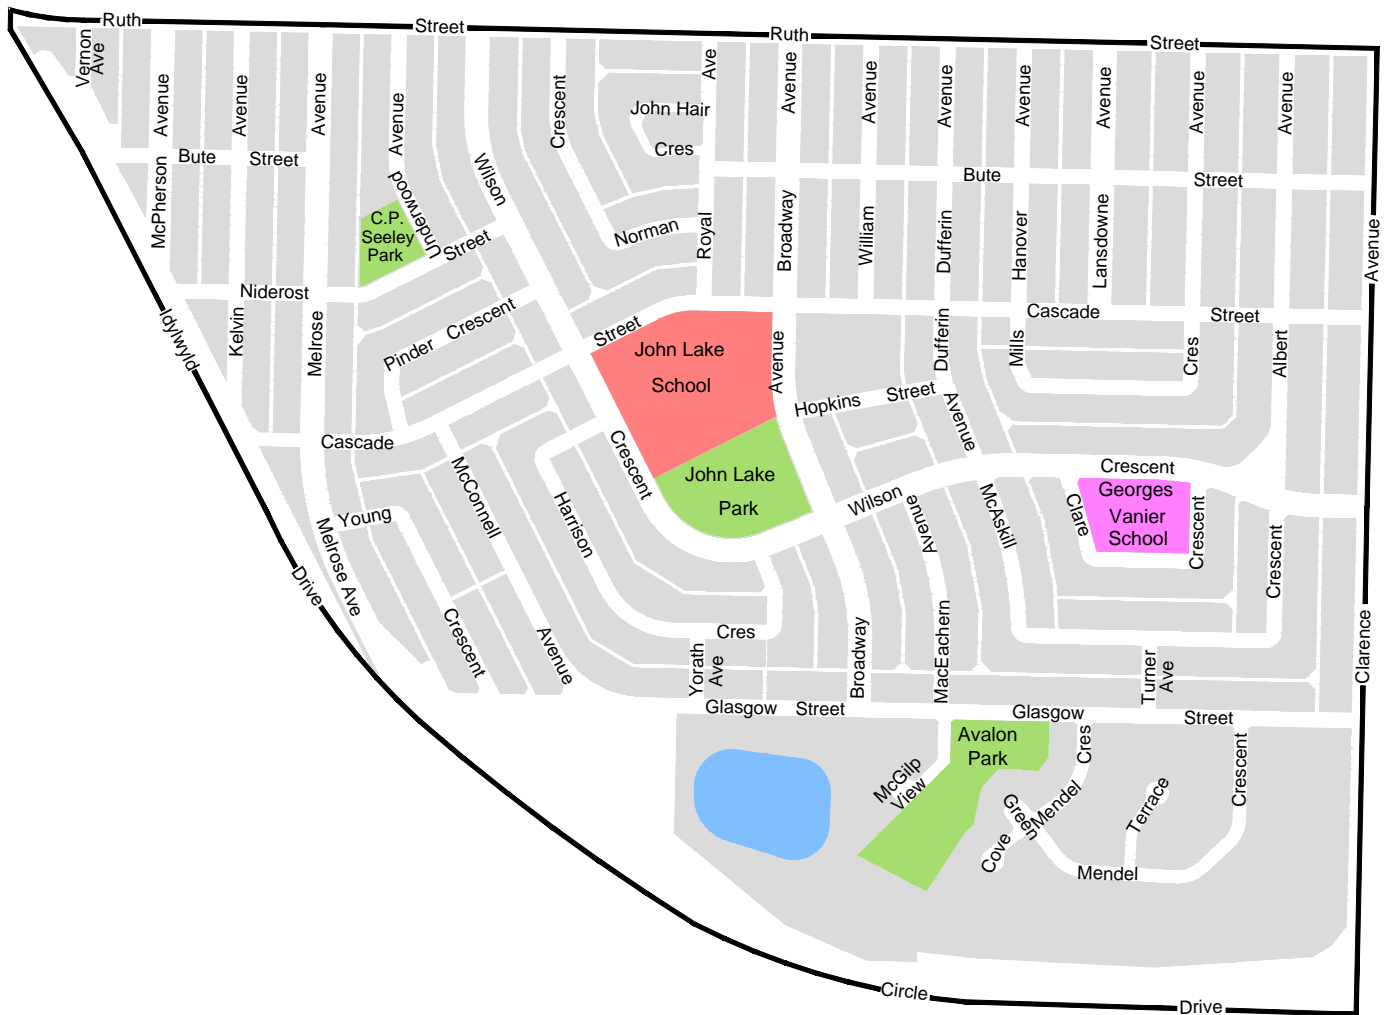 Ruth
Street
Ruth
Street
Vernon
Ave
Avenue
Avenue
Avenue
Avenue
Wilson
Crescent
John Hair
Cres
Ave
Avenue
Avenue
Avenue
Avenue
Avenue
Avenue
Avenue
Bute
Street
Bute
Street
McPherson
Underwood
C.P.
Seeley
Park
Street
Norman
Royal
Broadway
William
Dufferin
Hanover
Lansdowne
Avenue
Niderost
Idylwyld
Kelvin
Melrose
Pinder
Crescent
Street
John Lake
School
Avenue
Dufferin
Mills
Cascade
Street
Cres
Albert
Hopkins
Street
Avenue
Cascade
McConnell
Crescent
John Lake
Park
Wilson
Crescent
Georges
Vanier
School
Clare
Crescent
Crescent
Young
Melrose Ave
Harrison
Avenue
McAskill
Drive
Crescent
Avenue
Cres
Yorath
Ave
Broadway
MacEachern
Turner
Ave
Clarence
Glasgow
Street
Glasgow
Street
Avalon
Park
McGilp
View
Cres
Mendel
Green
Cove
Terrace
Crescent
Mendel
Circle
Drive